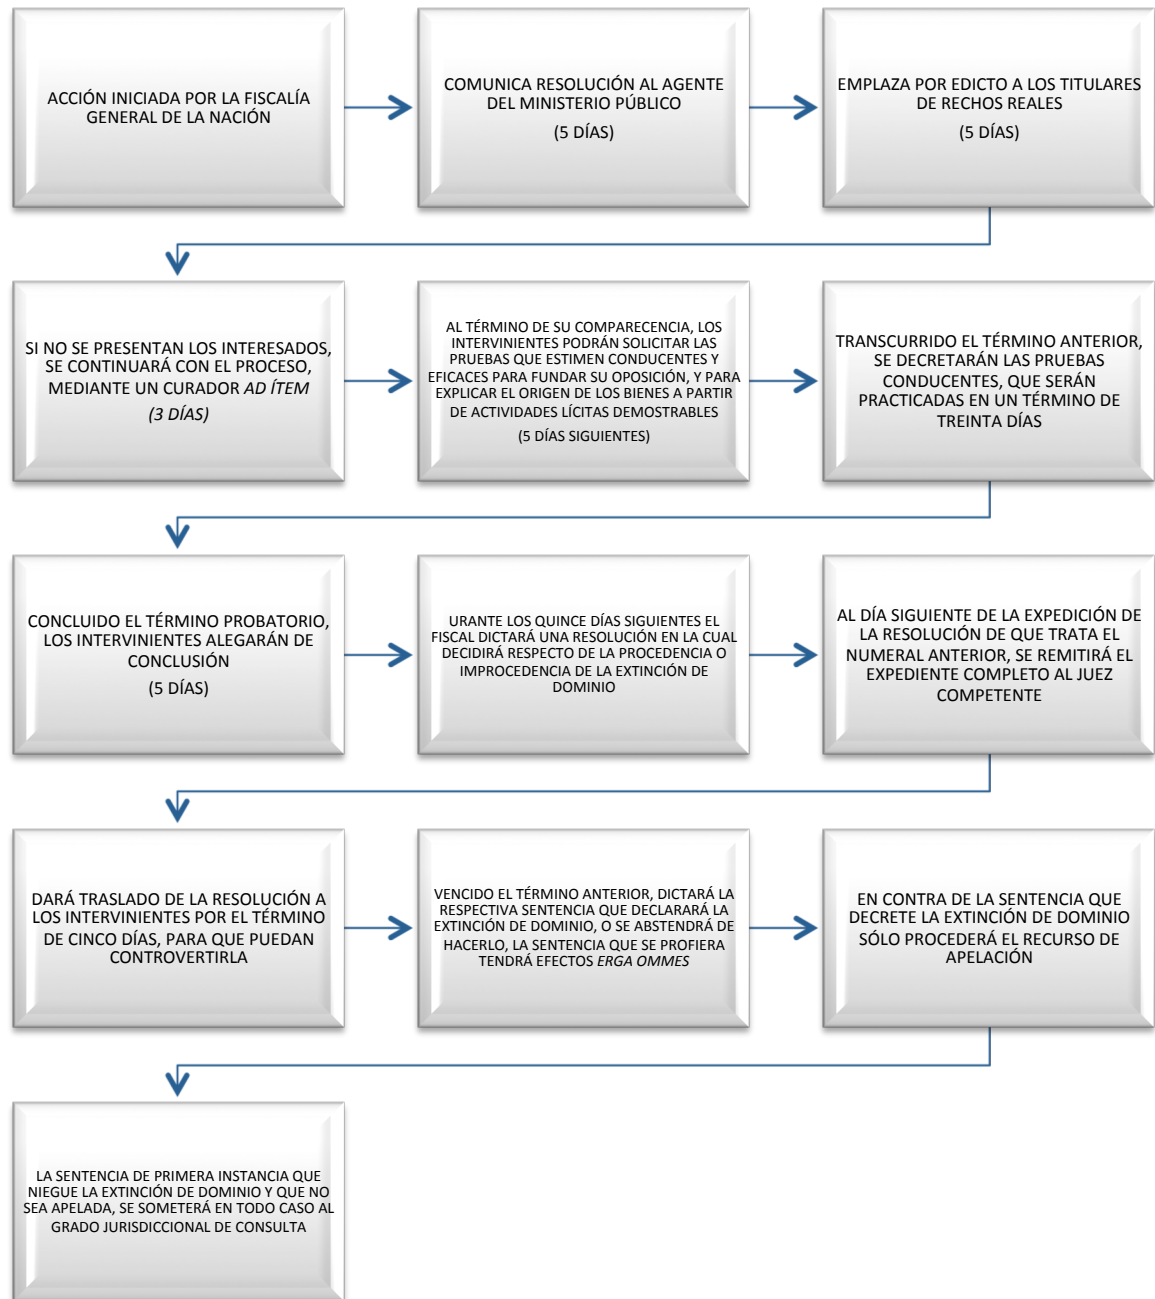 ACCIÓN INICIADA POR LA FISCALÍA
GENERAL DE LA NACIÓN
COMUNICA RESOLUCIÓN AL AGENTE
DEL MINISTERIO PÚBLICO
(5 DÍAS)
EMPLAZA POR EDICTO A LOS TITULARES
DE RECHOS REALES
(5 DÍAS)
SI NO SE PRESENTAN LOS INTERESADOS,
SE CONTINUARÁ CON EL PROCESO,
MEDIANTE UN CURADOR AD ÍTEM
(3 DÍAS)
AL TÉRMINO DE SU COMPARECENCIA, LOS
INTERVINIENTES PODRÁN SOLICITAR LAS
PRUEBAS QUE ESTIMEN CONDUCENTES Y
EFICACES PARA FUNDAR SU OPOSICIÓN, Y PARA
EXPLICAR EL ORIGEN DE LOS BIENES A PARTIR
DE ACTIVIDADES LÍCITAS DEMOSTRABLES
(5 DÍAS SIGUIENTES)
TRANSCURRIDO EL TÉRMINO ANTERIOR,
SE DECRETARÁN LAS PRUEBAS
CONDUCENTES, QUE SERÁN
PRACTICADAS EN UN TÉRMINO DE
TREINTA DÍAS
CONCLUIDO EL TÉRMINO PROBATORIO,
LOS INTERVINIENTES ALEGARÁN DE
CONCLUSIÓN
(5 DÍAS)
URANTE LOS QUINCE DÍAS SIGUIENTES EL
FISCAL DICTARÁ UNA RESOLUCIÓN EN LA CUAL
DECIDIRÁ RESPECTO DE LA PROCEDENCIA O
IMPROCEDENCIA DE LA EXTINCIÓN DE
DOMINIO
AL DÍA SIGUIENTE DE LA EXPEDICIÓN DE
LA RESOLUCIÓN DE QUE TRATA EL
NUMERAL ANTERIOR, SE REMITIRÁ EL
EXPEDIENTE COMPLETO AL JUEZ
COMPETENTE
DARÁ TRASLADO DE LA RESOLUCIÓN A
LOS INTERVINIENTES POR EL TÉRMINO
DE CINCO DÍAS, PARA QUE PUEDAN
CONTROVERTIRLA
VENCIDO EL TÉRMINO ANTERIOR, DICTARÁ LA
RESPECTIVA SENTENCIA QUE DECLARARÁ LA
EXTINCIÓN DE DOMINIO, O SE ABSTENDRÁ DE
HACERLO, LA SENTENCIA QUE SE PROFIERA
TENDRÁ EFECTOS ERGA OMMES
EN CONTRA DE LA SENTENCIA QUE
DECRETE LA EXTINCIÓN DE DOMINIO
SÓLO PROCEDERÁ EL RECURSO DE
APELACIÓN
LA SENTENCIA DE PRIMERA INSTANCIA QUE
NIEGUE LA EXTINCIÓN DE DOMINIO Y QUE NO
SEA APELADA, SE SOMETERÁ EN TODO CASO AL
GRADO JURISDICCIONAL DE CONSULTA